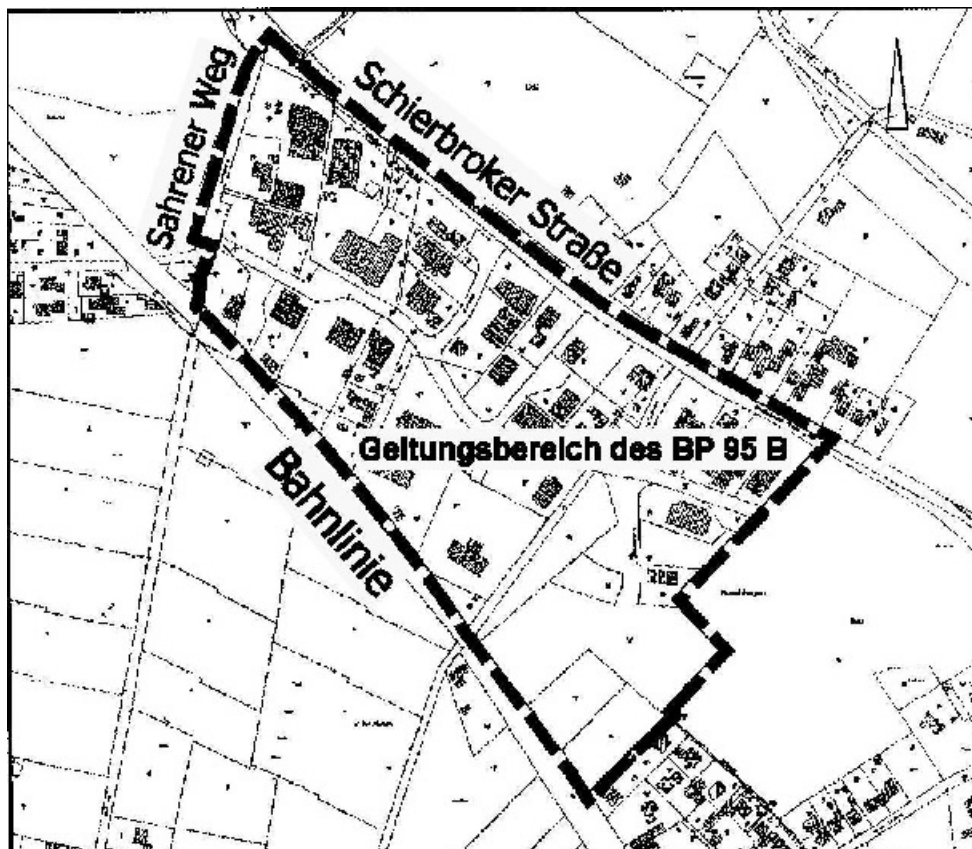 Sahrener Weg
Schierbroker Straße
Geltungsbereich des BP 95 B
Bahnlinie